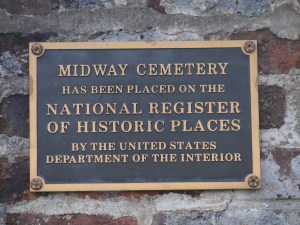 MIDWAY CEMETERY
HAS BEEN PLACED ON THE
NATIONAL REGISTER
OF HISTORIC PLACES
BY THE UNITED STATES
DEPARTMENT OF THE INTERIOR